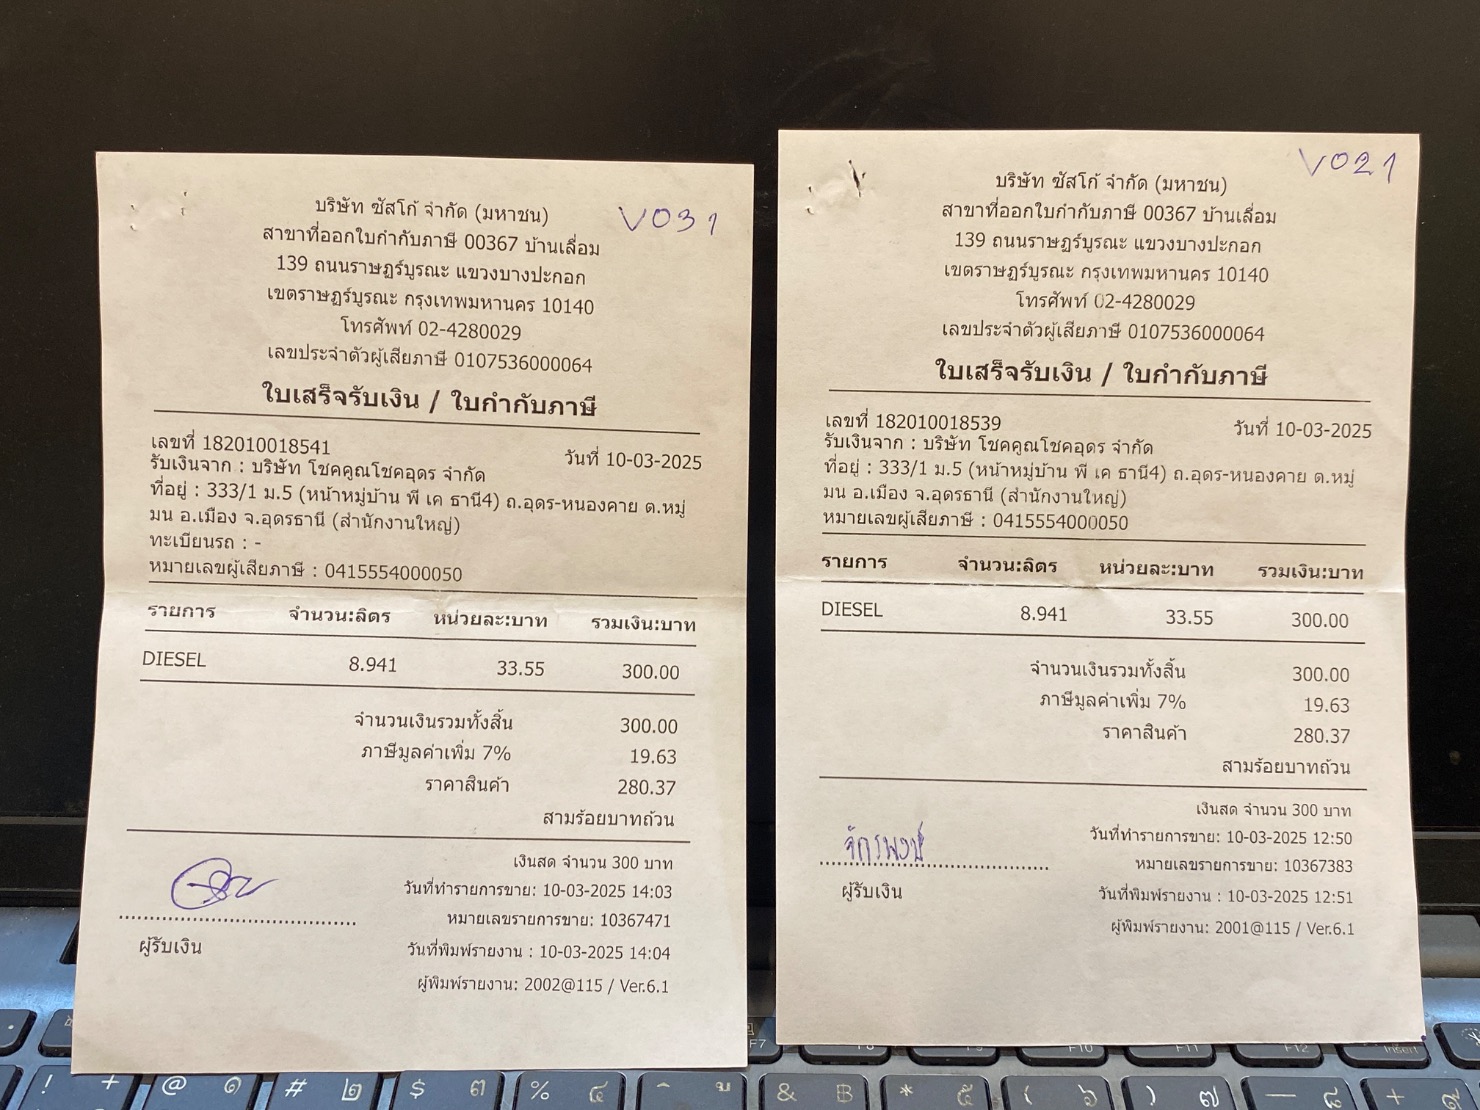 V031
บริษัท ซัสโก้ จำกัด (มหาชน)
สาขาที่ออกใบกำกับภาษี 00367 บ้านเลื่อม
139 ถนนราษฎร์บูรณะ แขวงบางปะกอก
เขตราษฎร์บูรณะ กรุงเทพมหานคร 10140
โทรศัพท์ 02-4280029
เลขประจำตัวผู้เสียภาษี 0107536000064
ใบเสร็จรับเงิน / ใบกำกับภาษี
เลขที่ 182010018541 วันที่ 10-03-2025
รับเงินจาก : บริษัท โชคคูณโชคอุดร จำกัด
ที่อยู่ : 333/1 ม.5 (หน้าหมู่บ้าน พี เค ธานี4) ถ.อุดร-หนองคาย ต.หมู่
มน อ.เมือง จ.อุดรธานี (สำนักงานใหญ่)
ทะเบียนรถ : -
หมายเลขผู้เสียภาษี : 0415554000050
รายการ จำนวน:ลิตร หน่วยละ:บาท รวมเงิน:บาท
DIESEL 8.941 33.55 300.00
จำนวนเงินรวมทั้งสิ้น 300.00
ภาษีมูลค่าเพิ่ม 7% 19.63
ราคาสินค้า 280.37
สามร้อยบาทถ้วน
เงินสด จำนวน 300 บาท
วันที่ทำรายการขาย: 10-03-2025 14:03
หมายเลขรายการขาย: 10367471
ผู้รับเงิน
วันที่พิมพ์รายงาน : 10-03-2025 14:04
ผู้พิมพ์รายงาน: 2002@115 / Ver.6.1
V021
บริษัท ซัสโก้ จำกัด (มหาชน)
สาขาที่ออกใบกำกับภาษี 00367 บ้านเลื่อม
139 ถนนราษฎร์บูรณะ แขวงบางปะกอก
เขตราษฎร์บูรณะ กรุงเทพมหานคร 10140
โทรศัพท์ 02-4280029
เลขประจำตัวผู้เสียภาษี 0107536000064
ใบเสร็จรับเงิน / ใบกำกับภาษี
เลขที่ 182010018539 วันที่ 10-03-2025
รับเงินจาก : บริษัท โชคคูณโชคอุดร จำกัด
ที่อยู่ : 333/1 ม.5 (หน้าหมู่บ้าน พี เค ธานี4) ถ.อุดร-หนองคาย ต.หมู่
มน อ.เมือง จ.อุดรธานี (สำนักงานใหญ่)
หมายเลขผู้เสียภาษี : 0415554000050
รายการ จำนวน:ลิตร หน่วยละ:บาท รวมเงิน:บาท
DIESEL 8.941 33.55 300.00
จำนวนเงินรวมทั้งสิ้น 300.00
ภาษีมูลค่าเพิ่ม 7% 19.63
ราคาสินค้า 280.37
สามร้อยบาทถ้วน
เงินสด จำนวน 300 บาท
จักรพงษ์
วันที่ทำรายการขาย: 10-03-2025 12:50
หมายเลขรายการขาย: 10367383
ผู้รับเงิน
วันที่พิมพ์รายงาน : 10-03-2025 12:51
ผู้พิมพ์รายงาน: 2001@115 / Ver.6.1
F7 F10 F11 F12 Insert
! + @ ๑ # ๒ $ ๓ % ๔ & ฿ * ๕ ( ๖ ) ๗ — ๘ +